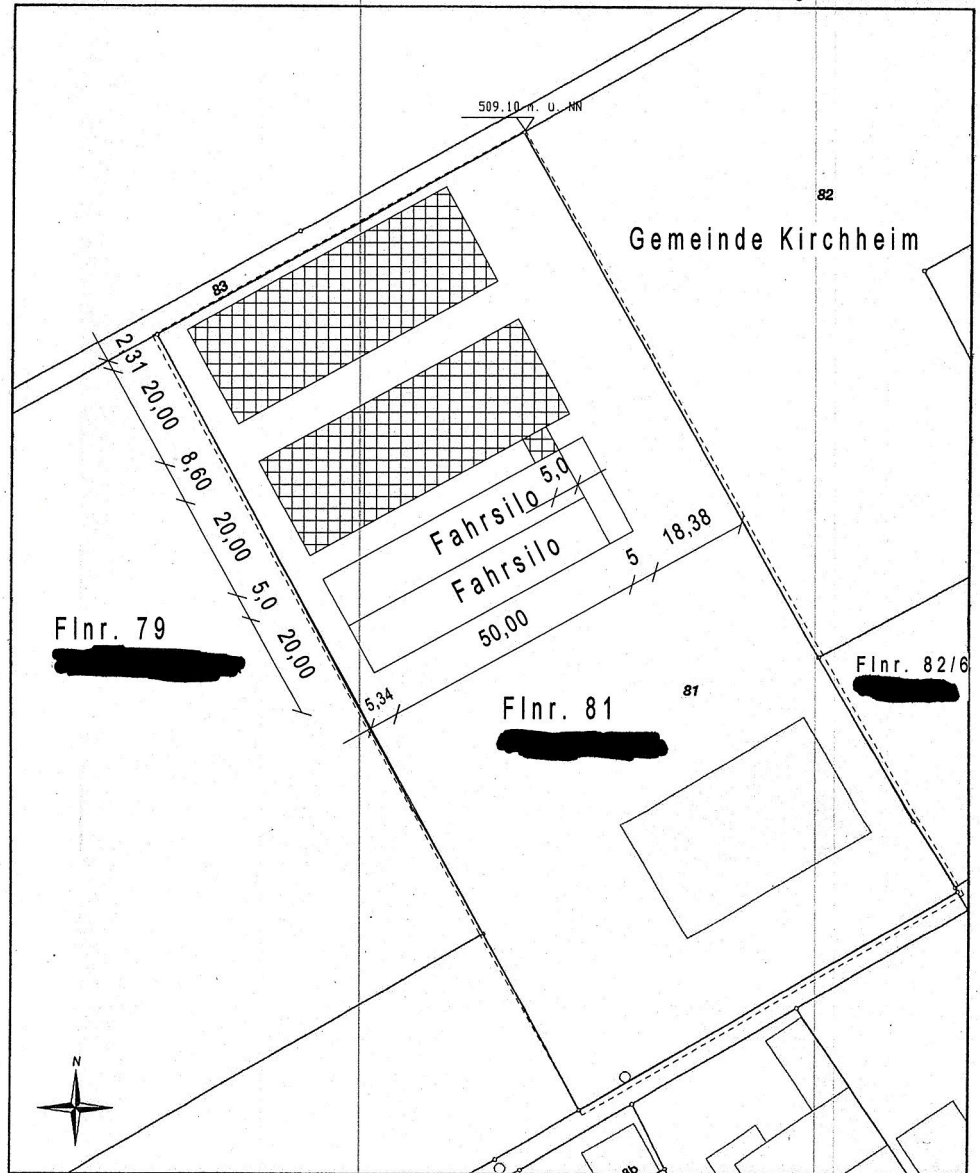 509.10 m. ü. NN
82
Gemeinde Kirchheim
83
2,31
20,00
8,60
20,00
5,0
20,00
5,0
Fahrsilo
Fahrsilo
18,38
5
50,00
5,34
Flnr. 79
Flnr. 82/6
81
Flnr. 81
N